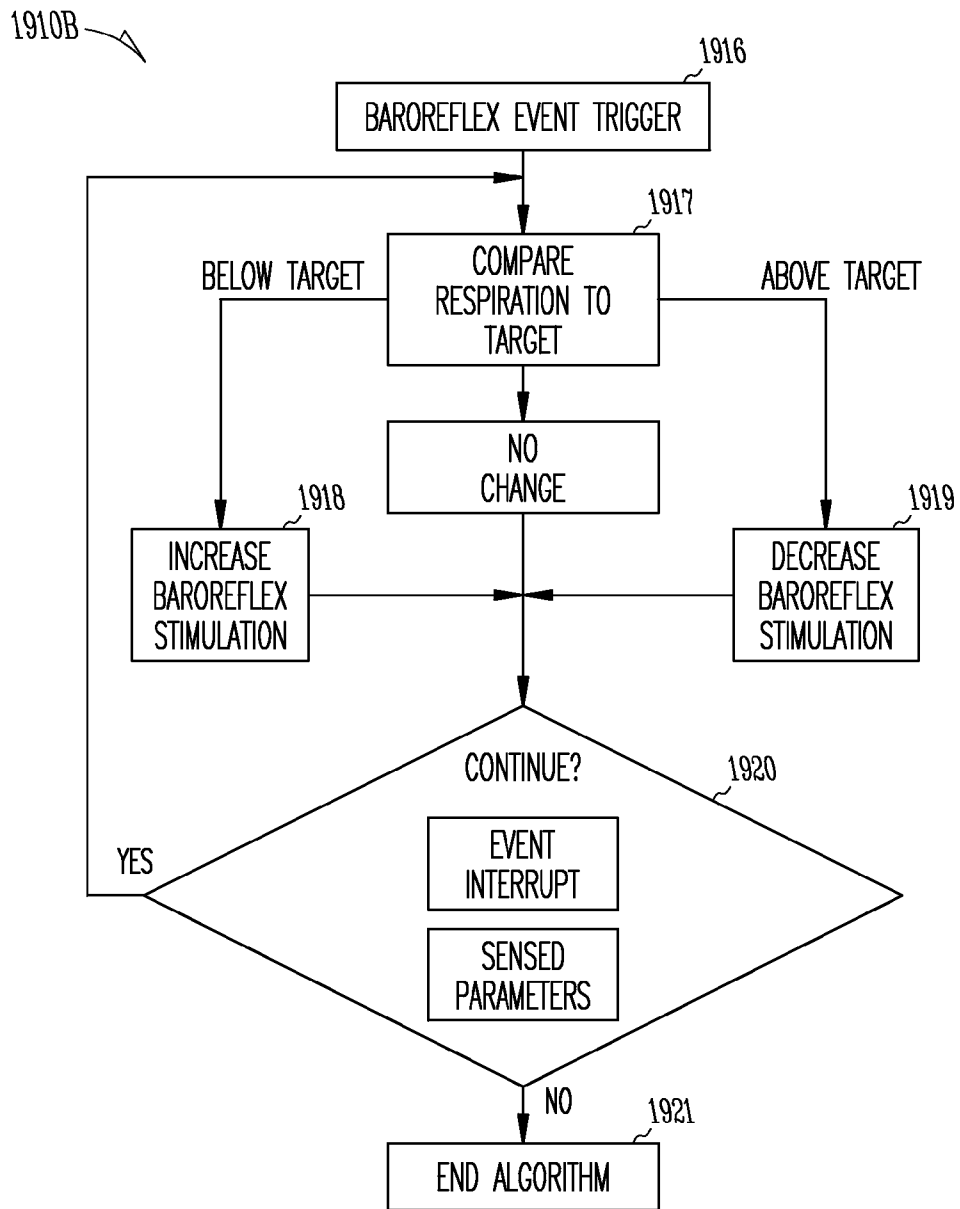 1910B
1916
BAROREFLEX EVENT TRIGGER
1917
COMPARE
RESPIRATION TO
TARGET
BELOW TARGET
ABOVE TARGET
NO
CHANGE
1918
INCREASE
BAROREFLEX
STIMULATION
1919
DECREASE
BAROREFLEX
STIMULATION
CONTINUE?
1920
YES
EVENT
INTERRUPT
SENSED
PARAMETERS
NO
1921
END ALGORITHM